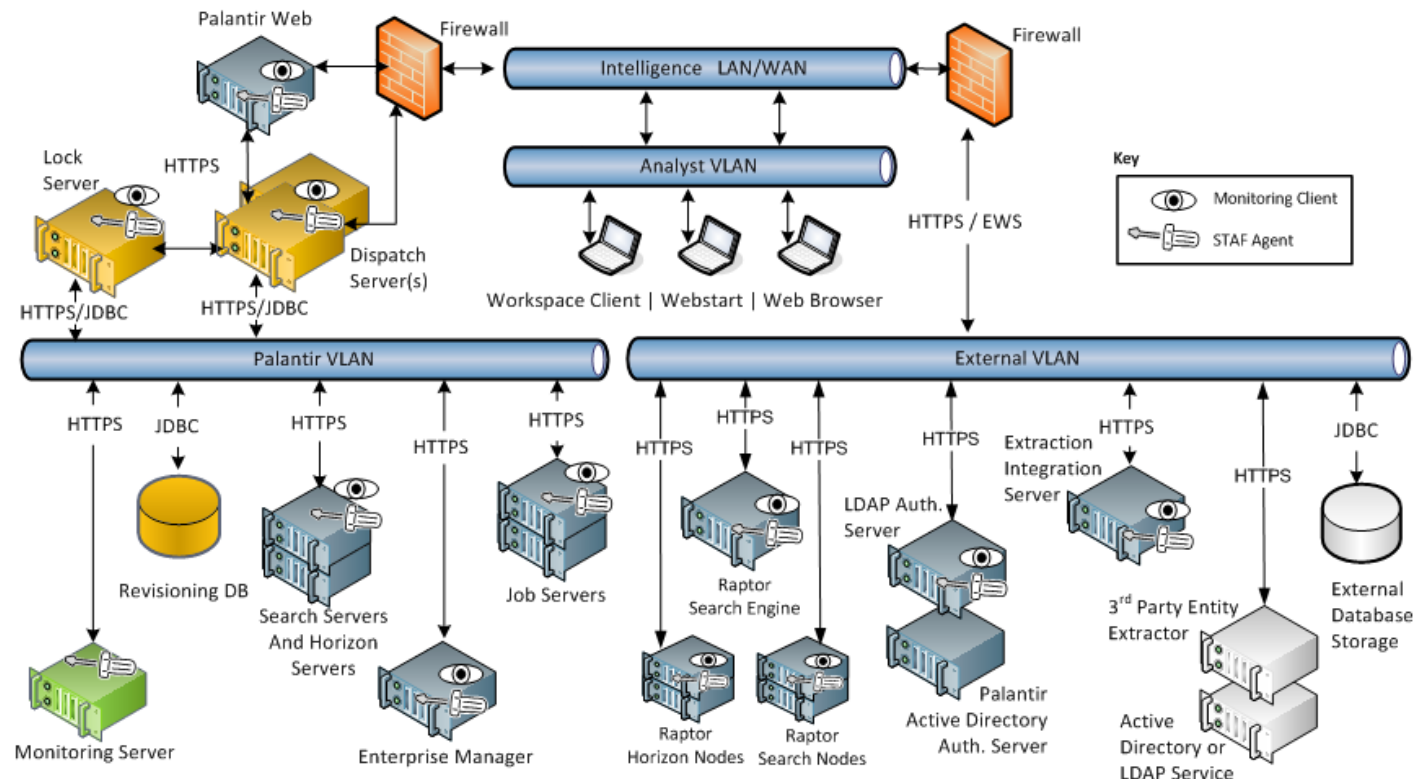 Palantir Web
Firewall
Intelligence LAN/WAN
Firewall
Lock
Server
HTTPS
Analyst VLAN
Key
Monitoring Client
STAF Agent
HTTPS / EWS
Dispatch
Server(s)
HTTPS/JDBC
HTTPS/JDBC
Workspace Client | Webstart | Web Browser
Palantir VLAN
External VLAN
HTTPS
JDBC
HTTPS
HTTPS
HTTPS
HTTPS
HTTPS
HTTPS
HTTPS
HTTPS
HTTPS
JDBC
Revisioning DB
Search Servers
And Horizon
Servers
Job Servers
Raptor
Search Engine
LDAP Auth.
Server
Extraction
Integration
Server
3rd Party Entity
Extractor
External
Database
Storage
Monitoring Server
Enterprise Manager
Raptor
Horizon Nodes
Raptor
Search Nodes
Palantir
Active Directory
Auth. Server
Active
Directory or
LDAP Service